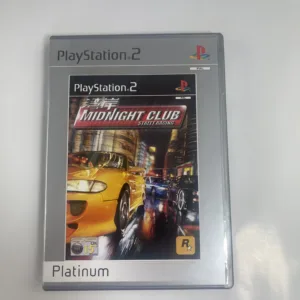 PlayStation 2
PlayStation 2
MIDNIGHT CLUB
STREET RACING
R
Platinum